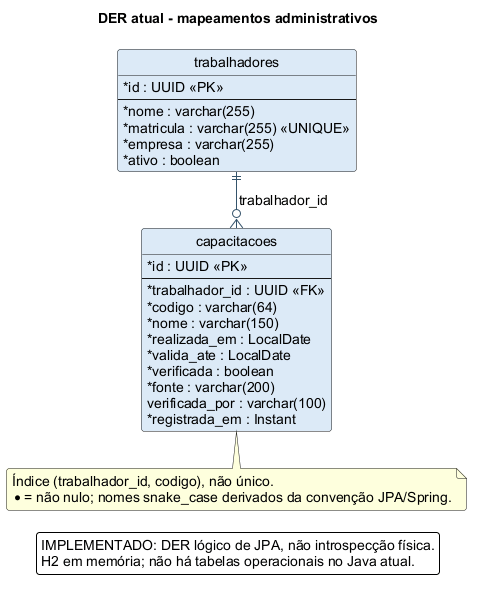 DER atual - mapeamentos administrativos
trabalhadores
*id : UUID «PK»
*nome : varchar(255)
*matricula : varchar(255) «UNIQUE»
*empresa : varchar(255)
*ativo : boolean
trabalhador_id
capacitacoes
*id : UUID «PK»
*trabalhador_id : UUID «FK»
*codigo : varchar(64)
*nome : varchar(150)
*realizada_em : LocalDate
*valida_ate : LocalDate
*verificada : boolean
*fonte : varchar(200)
verificada_por : varchar(100)
*registrada_em : Instant
Índice (trabalhador_id, codigo), não único.
• = não nulo; nomes snake_case derivados da convenção JPA/Spring.
IMPLEMENTADO: DER lógico de JPA, não introspecção física.
H2 em memória; não há tabelas operacionais no Java atual.